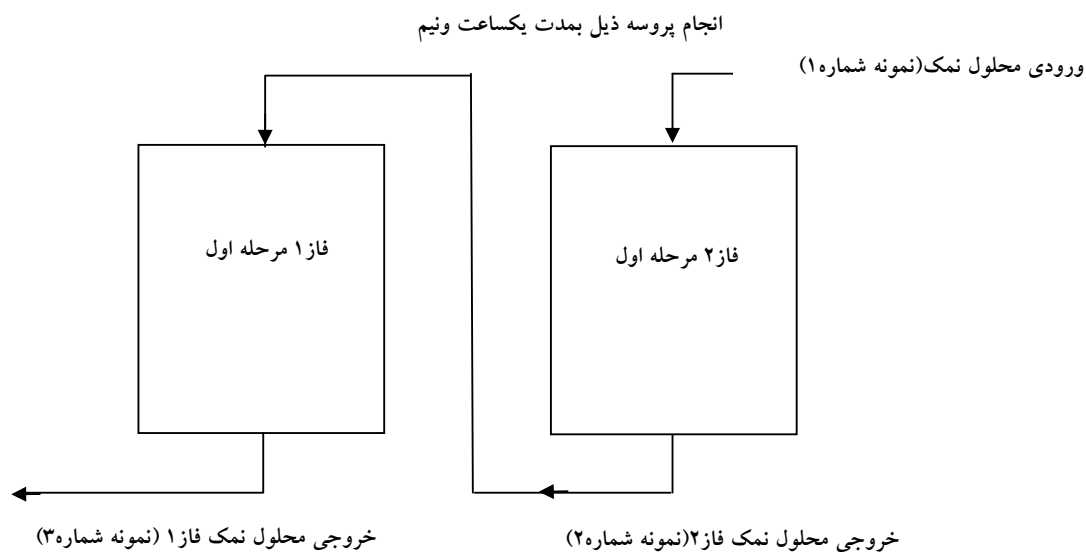 انجام پروسه ذیل بمدت یکساعت ونیم
ورودی محلول نمک(نمونه شماره۱)
فاز۲ مرحله اول
فاز۱ مرحله اول
خروجی محلول نمک فاز۲(نمونه شماره۲)
خروجی محلول نمک فاز۱ (نمونه شماره۳)